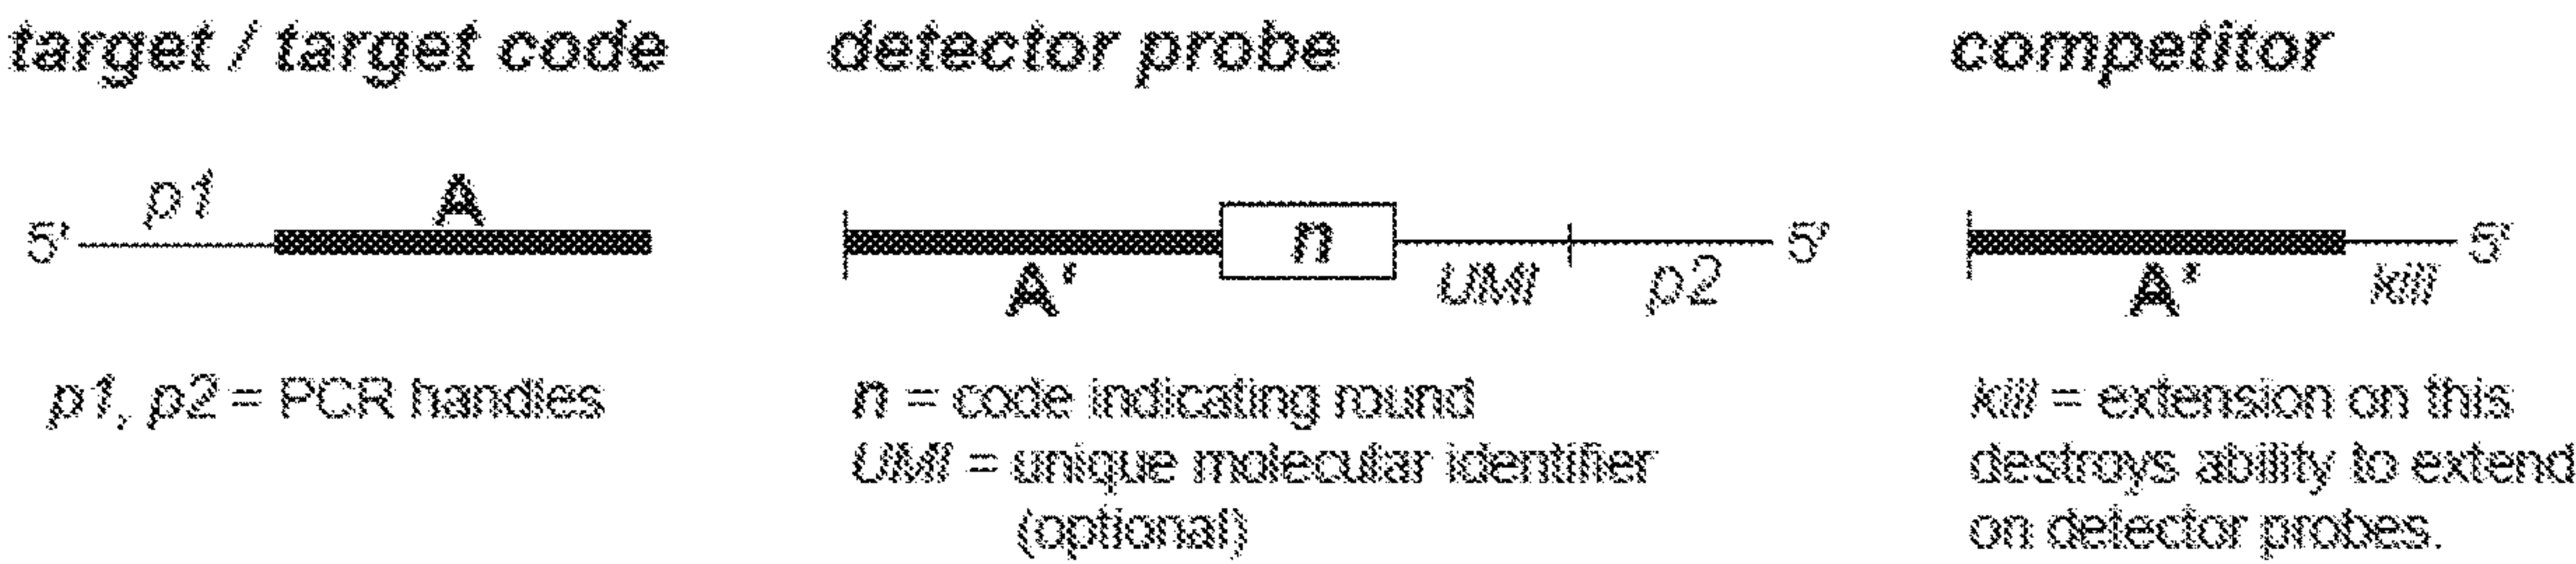 target / target code
detector probe
competitor
5' p1 A
A' n UMI p2 5'
A' kill 5'
p1, p2 = PCR handles
n = code indicating round
UMI = unique molecular identifier
(optional)
kill = extension on this
destroys ability to extend
on detector probes.